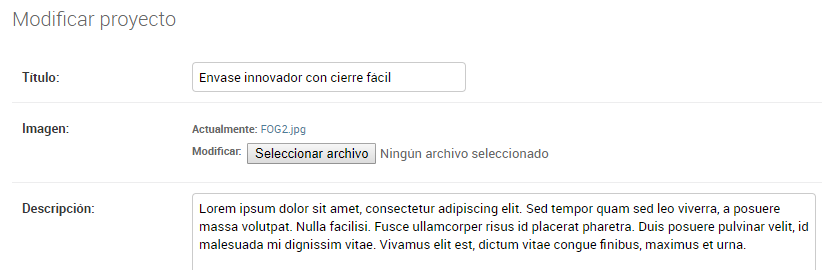 Modificar proyecto
Título: Envase innovador con cierre fácil
Imagen: Actualmente: FOG2.jpg
Modificar: Seleccionar archivo Ningún archivo seleccionado
Descripción: Lorem ipsum dolor sit amet, consectetur adipiscing elit. Sed tempor quam sed leo viverra, a posuere
massa volutpat. Nulla facilisi. Fusce ullamcorper risus id placerat pharetra. Duis posuere pulvinar velit, id
malesuada mi dignissim vitae. Vivamus elit est, dictum vitae congue finibus, maximus et urna.